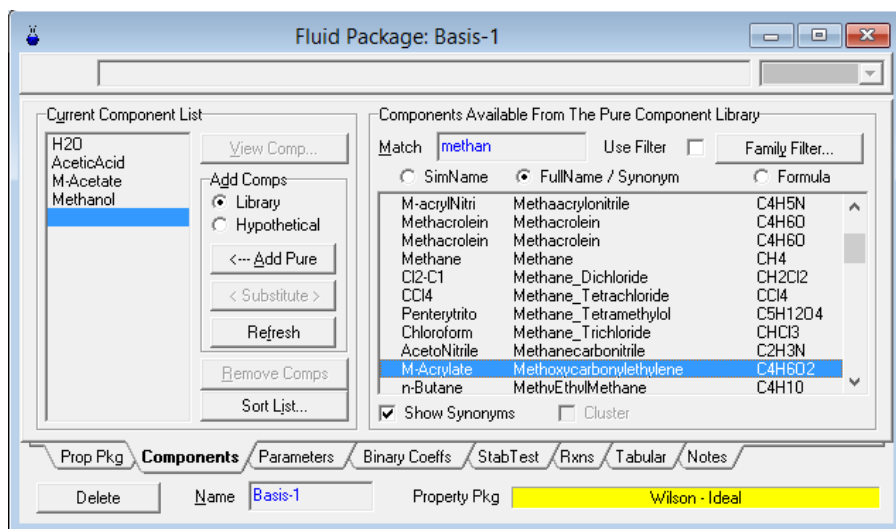 Fluid Package: Basis-1
Current Component List
H2O
AceticAcid
M-Acetate
Methanol
View Comp...
Add Comps
Library
Hypothetical
<--- Add Pure
< Substitute >
Refresh
Remove Comps
Sort List...
Components Available From The Pure Component Library
Match methan Use Filter Family Filter...
SimName FullName / Synonym Formula
M-acrylNitri Methaacrylonitrile C4H5N
Methacrolein Methacrolein C4H6O
Methacrolein Methacrolein C4H6O
Methane Methane CH4
Cl2-C1 Methane_Dichloride CH2Cl2
CCl4 Methane_Tetrachloride CCl4
Penterytrito Methane_Tetramethylol C5H12O4
Chloroform Methane_Trichloride CHCl3
AcetoNitrile Methanecarbonitrile C2H3N
M-Acrylate Methoxycarbonylethylene C4H6O2
n-Butane MethylEthylMethane C4H10
Show Synonyms Cluster
Prop Pkg Components Parameters Binary Coeffs StabTest Rxns Tabular Notes
Delete Name Basis-1 Property Pkg Wilson - Ideal